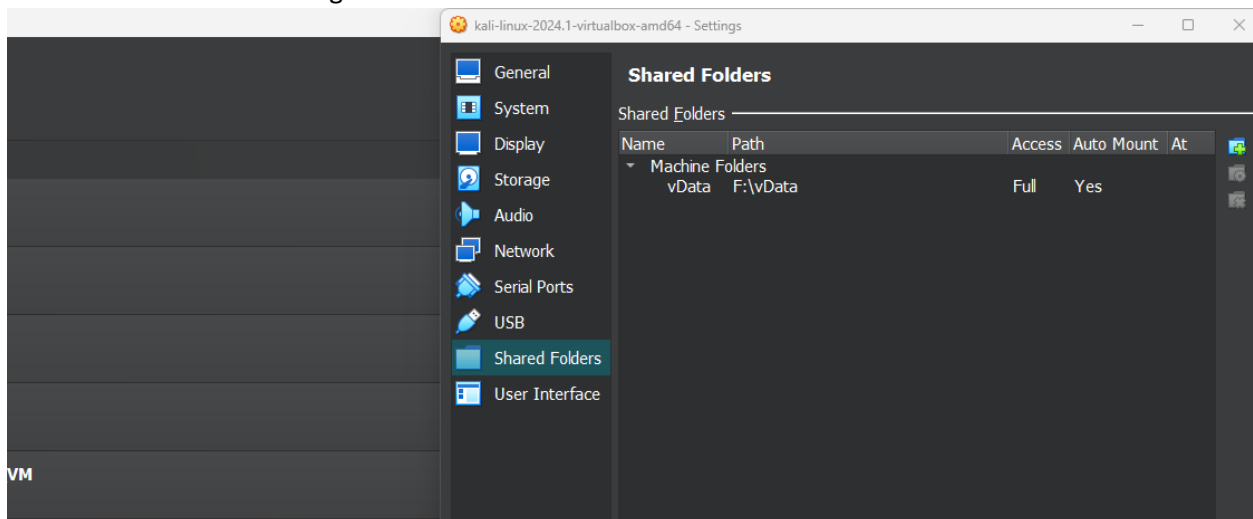 kali-linux-2024.1-virtualbox-amd64 - Settings
General
System
Display
Storage
Audio
Network
Serial Ports
USB
Shared Folders
User Interface
Shared Folders
Shared Folders
Name Path Access Auto Mount At
Machine Folders
vData F:\vData Full Yes
VM